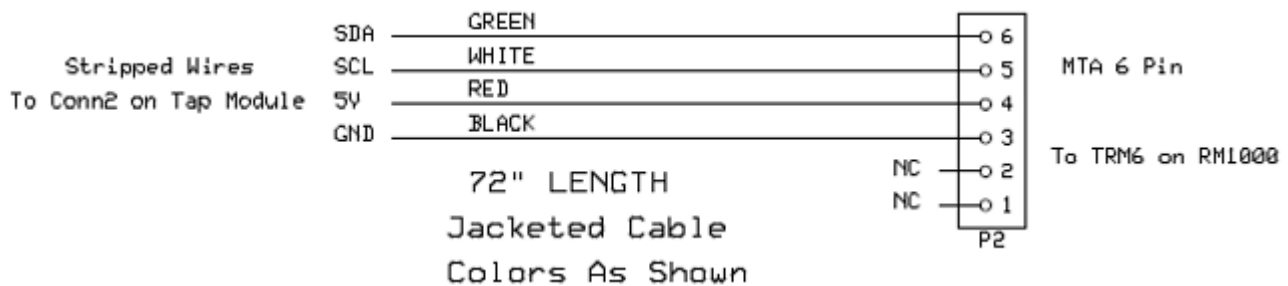 SDA GREEN 6
Stripped Wires SCL WHITE 5 MTA 6 Pin
To Conn2 on Tap Module 5V RED 4
GND BLACK 3
To TRM6 on RM1000
NC 2
72" LENGTH
NC 1
Jacketed Cable
P2
Colors As Shown